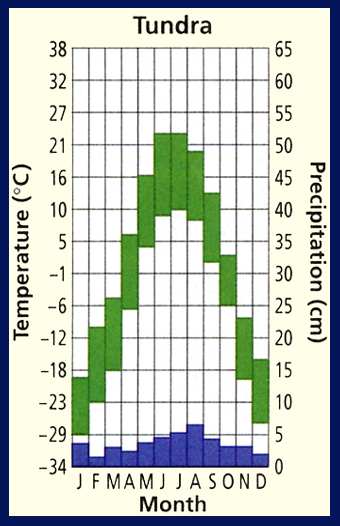 Tundra
38 65
32 60
27 55
21 50
16 45
10 40
5 35
−1 30
−6 25
−12 20
−18 15
−23 10
−29 5
−34 0
Temperature (°C)
Precipitation (cm)
J F M A M J J A S O N D
Month